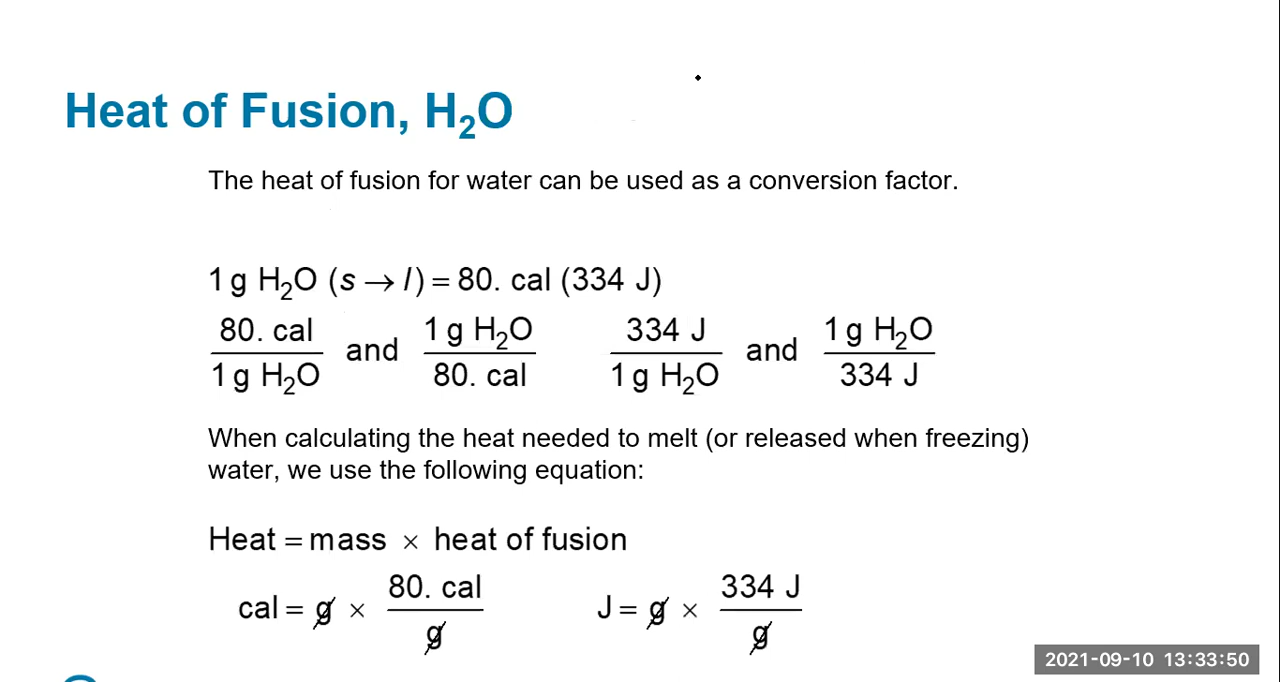 Heat of Fusion, H₂O
The heat of fusion for water can be used as a conversion factor.
1 g H₂O (s → l) = 80. cal (334 J)
80. cal / 1 g H₂O and 1 g H₂O / 80. cal 334 J / 1 g H₂O and 1 g H₂O / 334 J
When calculating the heat needed to melt (or released when freezing)
water, we use the following equation:
Heat = mass × heat of fusion
cal = g × 80. cal / g J = g × 334 J / g
2021-09-10 13:33:50